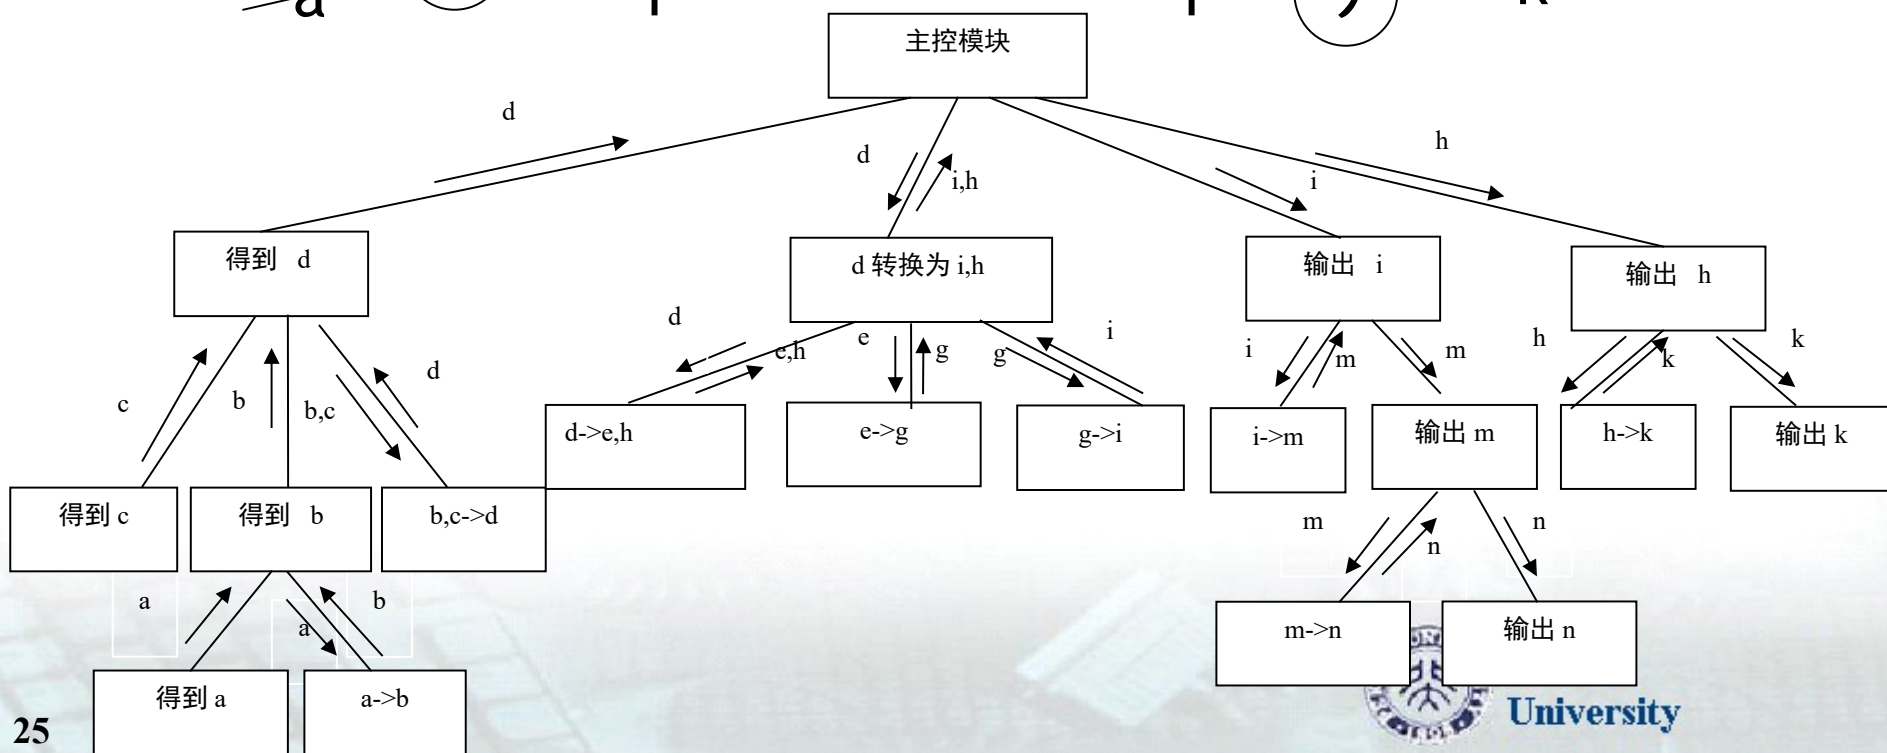 a
主控模块
d
d
i,h
i
h
得到 d
d 转换为 i,h
输出 i
输出 h
c
b
b,c
d
d
e,h
e
g
g
i
i
m
m
h
k
k
得到 c
得到 b
b,c->d
d->e,h
e->g
g->i
i->m
输出 m
h->k
输出 k
a
a
b
m
n
n
得到 a
a->b
m->n
输出 n
25
University